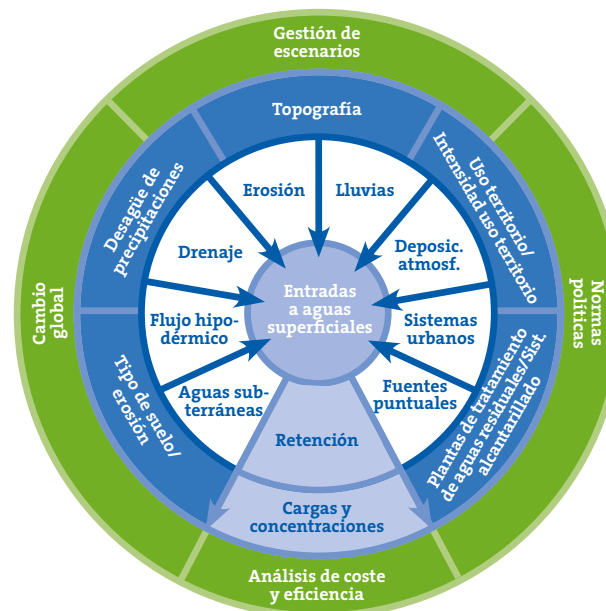 Gestión de
escenarios
Topografía
Desagüe de
precipitaciones
Uso territorio/
Intensidad uso territorio
Erosión
Lluvias
Drenaje
Deposic.
atmosf.
Entradas
a aguas
superficiales
Cambio
global
Normas
políticas
Flujo hipo-
dérmico
Sistemas
urbanos
Aguas sub-
terráneas
Fuentes
puntuales
Tipo de suelo/
erosión
Plantas de tratamiento
de aguas residuales/Sist.
alcantarillado
Retención
Cargas y
concentraciones
Análisis de coste
y eficiencia